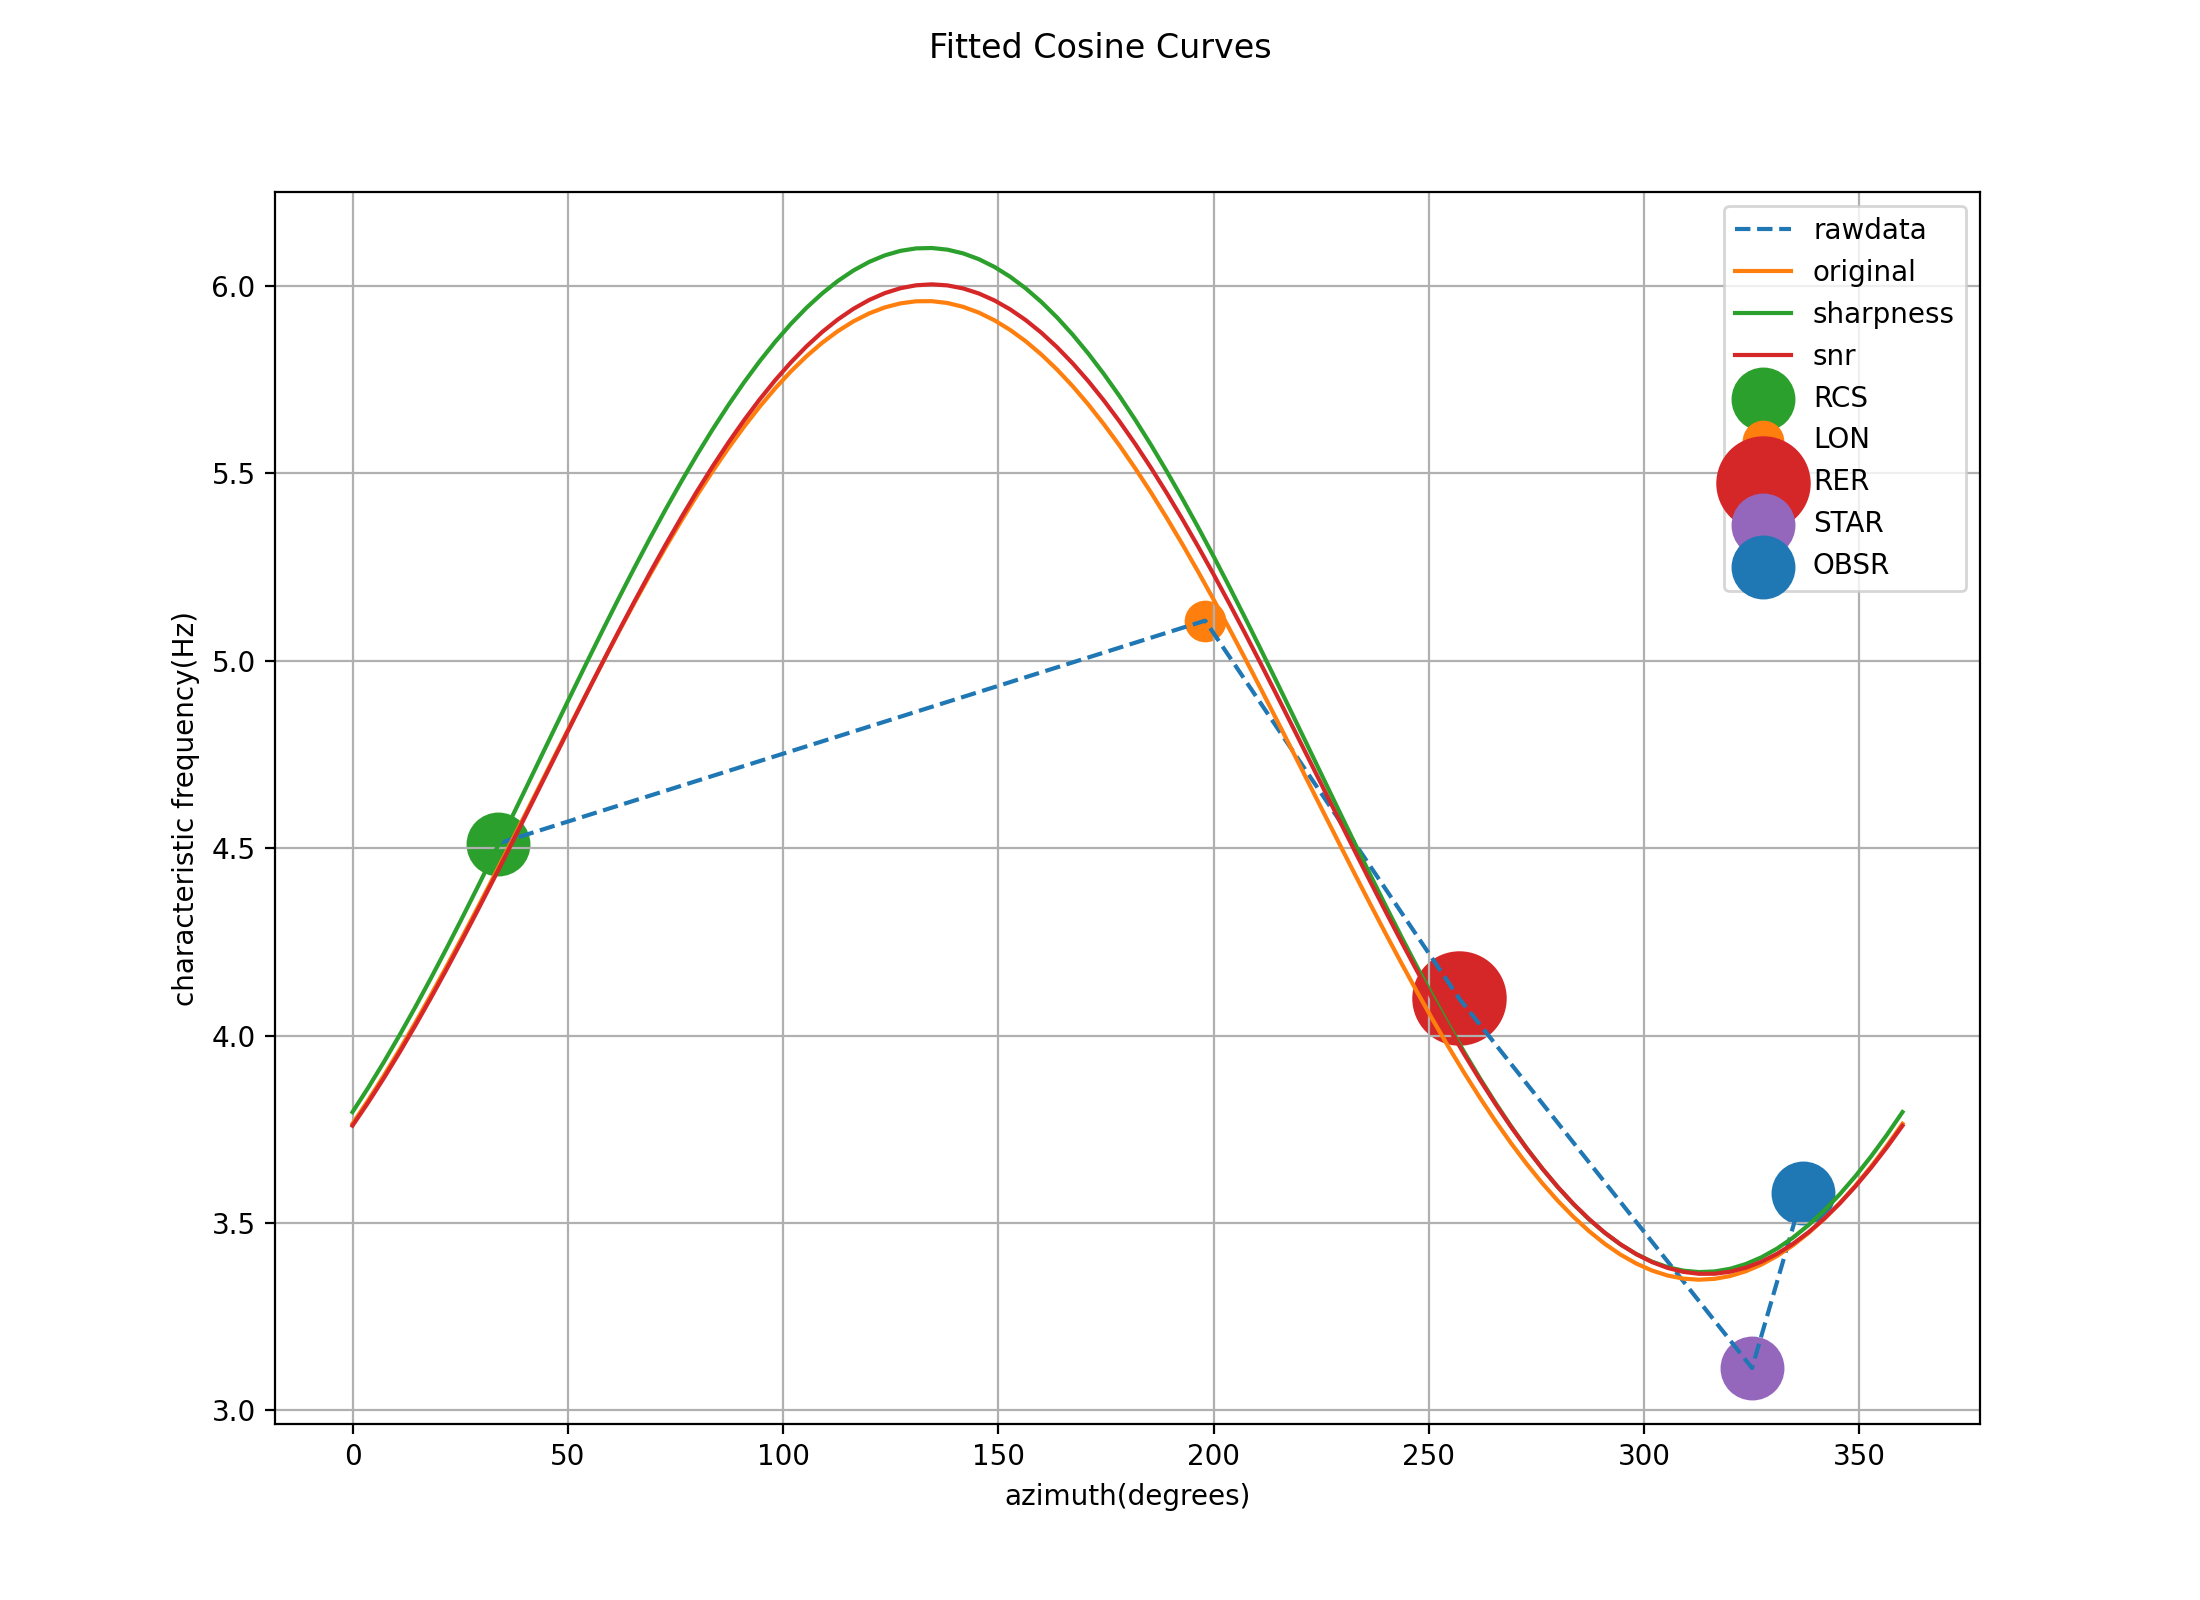 Fitted Cosine Curves
6.0
5.5
5.0
4.5
4.0
3.5
3.0
characteristic frequency(Hz)
rawdata
original
sharpness
snr
RCS
LON
RER
STAR
OBSR
0 50 100 150 200 250 300 350
azimuth(degrees)